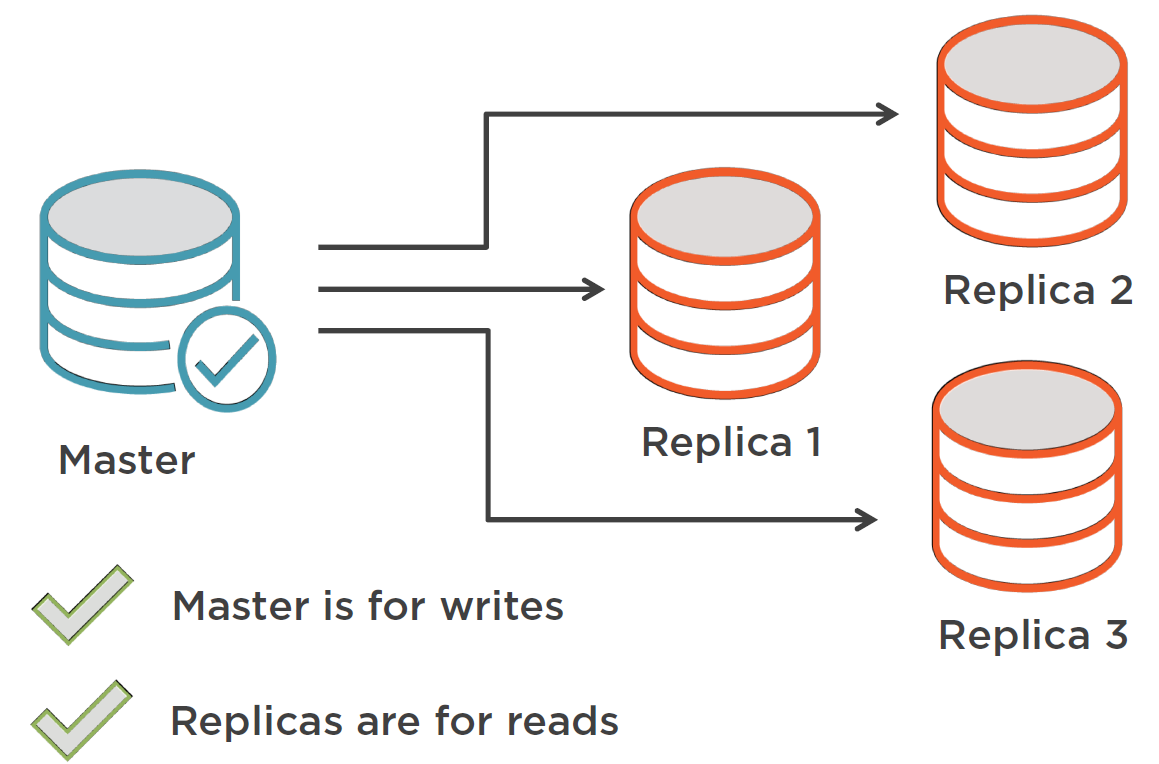 Replica 2
Replica 1
Master
Master is for writes
Replica 3
Replicas are for reads